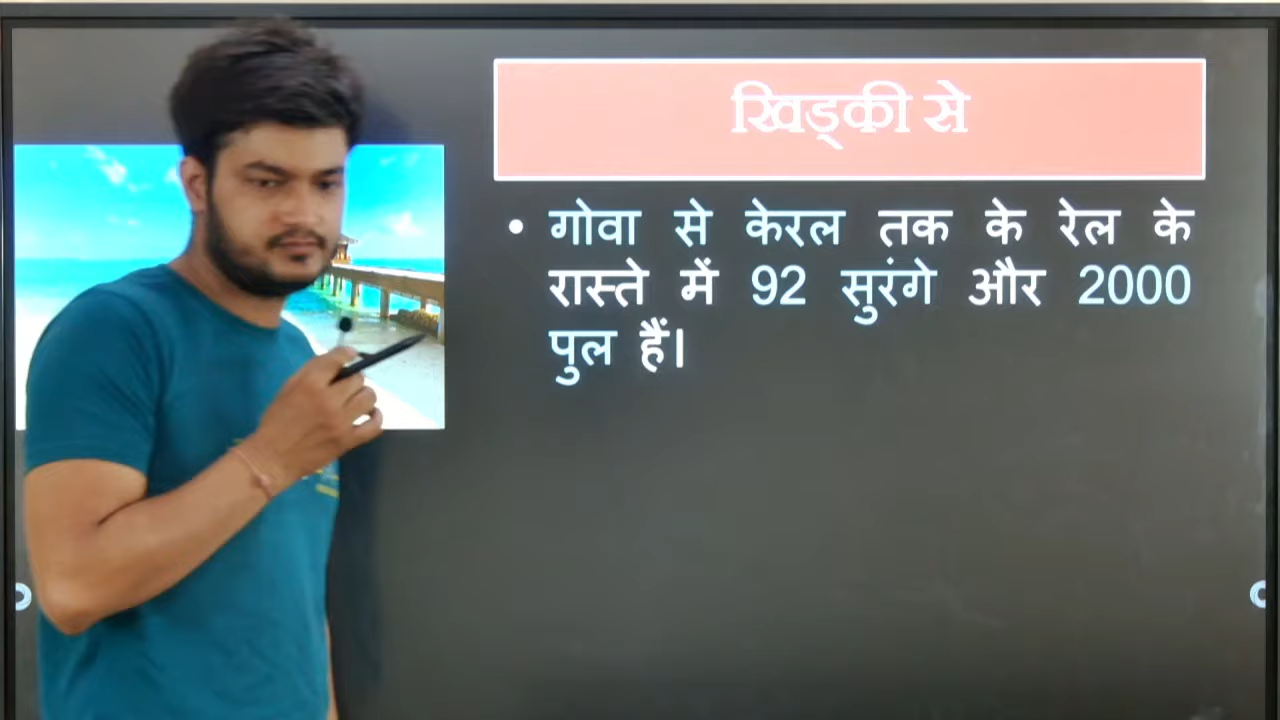 खिड्की से
• गोवा से केरल तक के रेल के
रास्ते में 92 सुरंगे और 2000
पुल हैं।